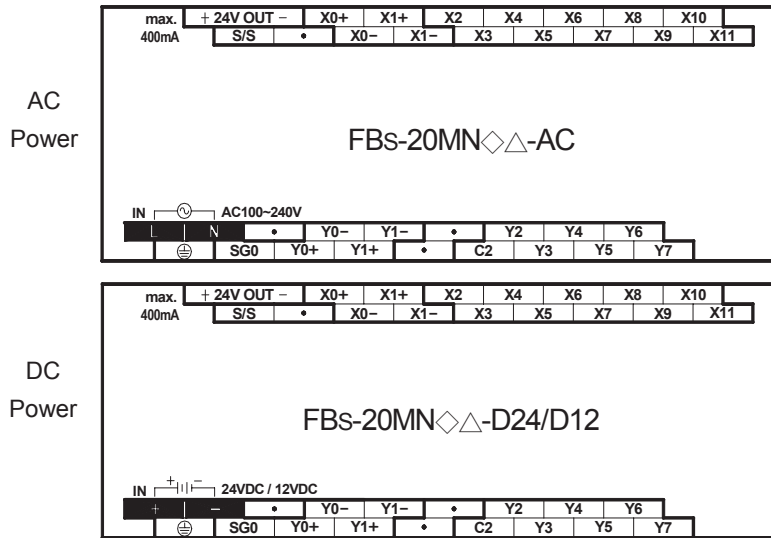 max. + 24V OUT − X0+ X1+ X2 X4 X6 X8 X10
400mA S/S • X0− X1− X3 X5 X7 X9 X11
AC
Power
FBs-20MN◇△-AC
IN AC100~240V
L N • Y0− Y1− • Y2 Y4 Y6
SG0 Y0+ Y1+ • C2 Y3 Y5 Y7
max. + 24V OUT − X0+ X1+ X2 X4 X6 X8 X10
400mA S/S • X0− X1− X3 X5 X7 X9 X11
DC
Power
FBs-20MN◇△-D24/D12
IN + − 24VDC / 12VDC
+ − • Y0− Y1− • Y2 Y4 Y6
SG0 Y0+ Y1+ • C2 Y3 Y5 Y7